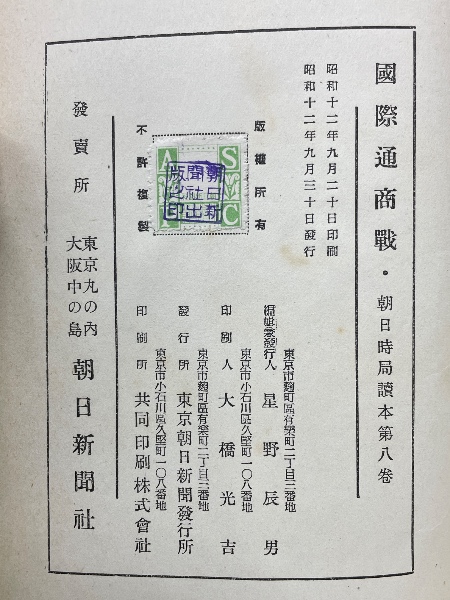 國際通商戰・朝日時局讀本第八卷
昭和十二年九月二十日印刷
昭和十二年九月三十日發行
版權所有
不許複製
A S
C
朝日新
聞社出
版之印
東京市麴町區有樂町二丁目三番地
編輯兼發行人 星野辰男
東京市小石川區久堅町一〇八番地
印刷人 大橋光吉
東京市麴町區有樂町二丁目三番地
發行所 東京朝日新聞發行所
東京市小石川區久堅町一〇八番地
印刷所 共同印刷株式會社
發賣所
東京丸の內
大阪中の島
朝日新聞社